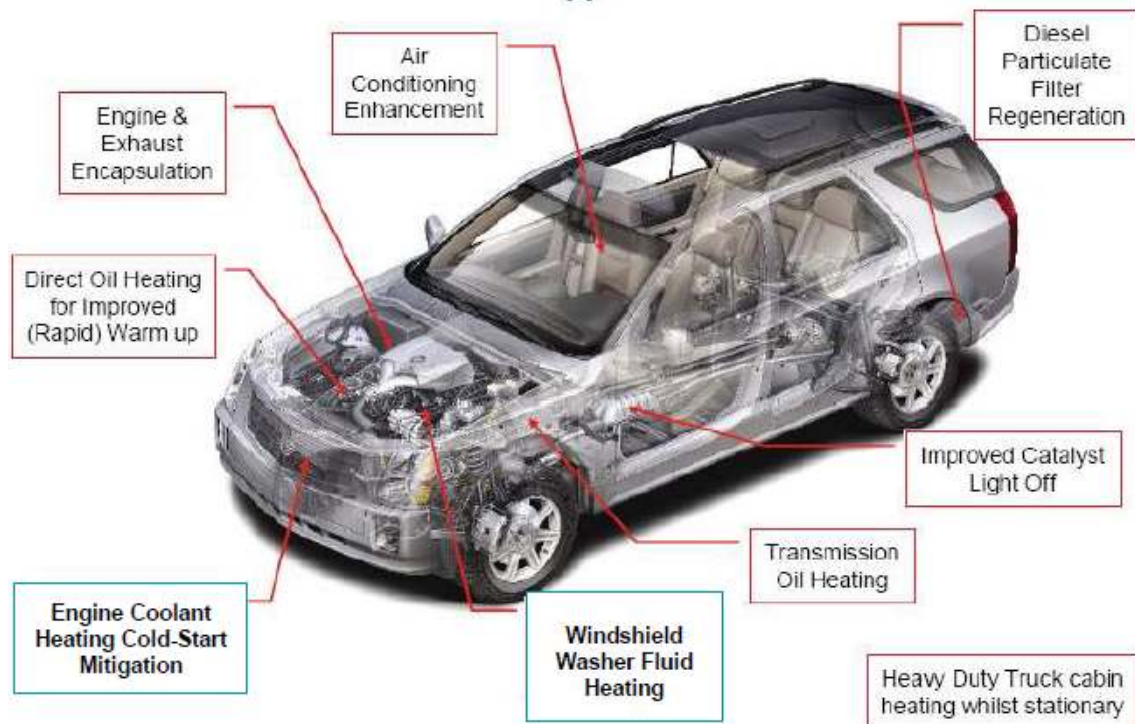 Air
Conditioning
Enhancement
Diesel
Particulate
Filter
Regeneration
Engine &
Exhaust
Encapsulation
Direct Oil Heating
for Improved
(Rapid) Warm up
Improved Catalyst
Light Off
Transmission
Oil Heating
Engine Coolant
Heating Cold-Start
Mitigation
Windshield
Washer Fluid
Heating
Heavy Duty Truck cabin
heating whilst stationary